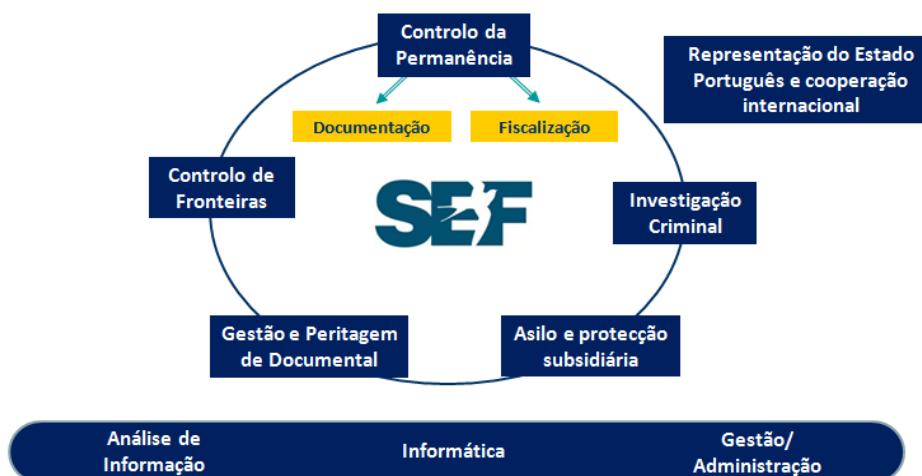 Controlo da
Permanência
Representação do Estado
Português e cooperação
internacional
Documentação
Fiscalização
Controlo de
Fronteiras
SEF
Investigação
Criminal
Gestão e Peritagem
de Documental
Asilo e protecção
subsidiária
Análise de
Informação
Informática
Gestão/
Administração